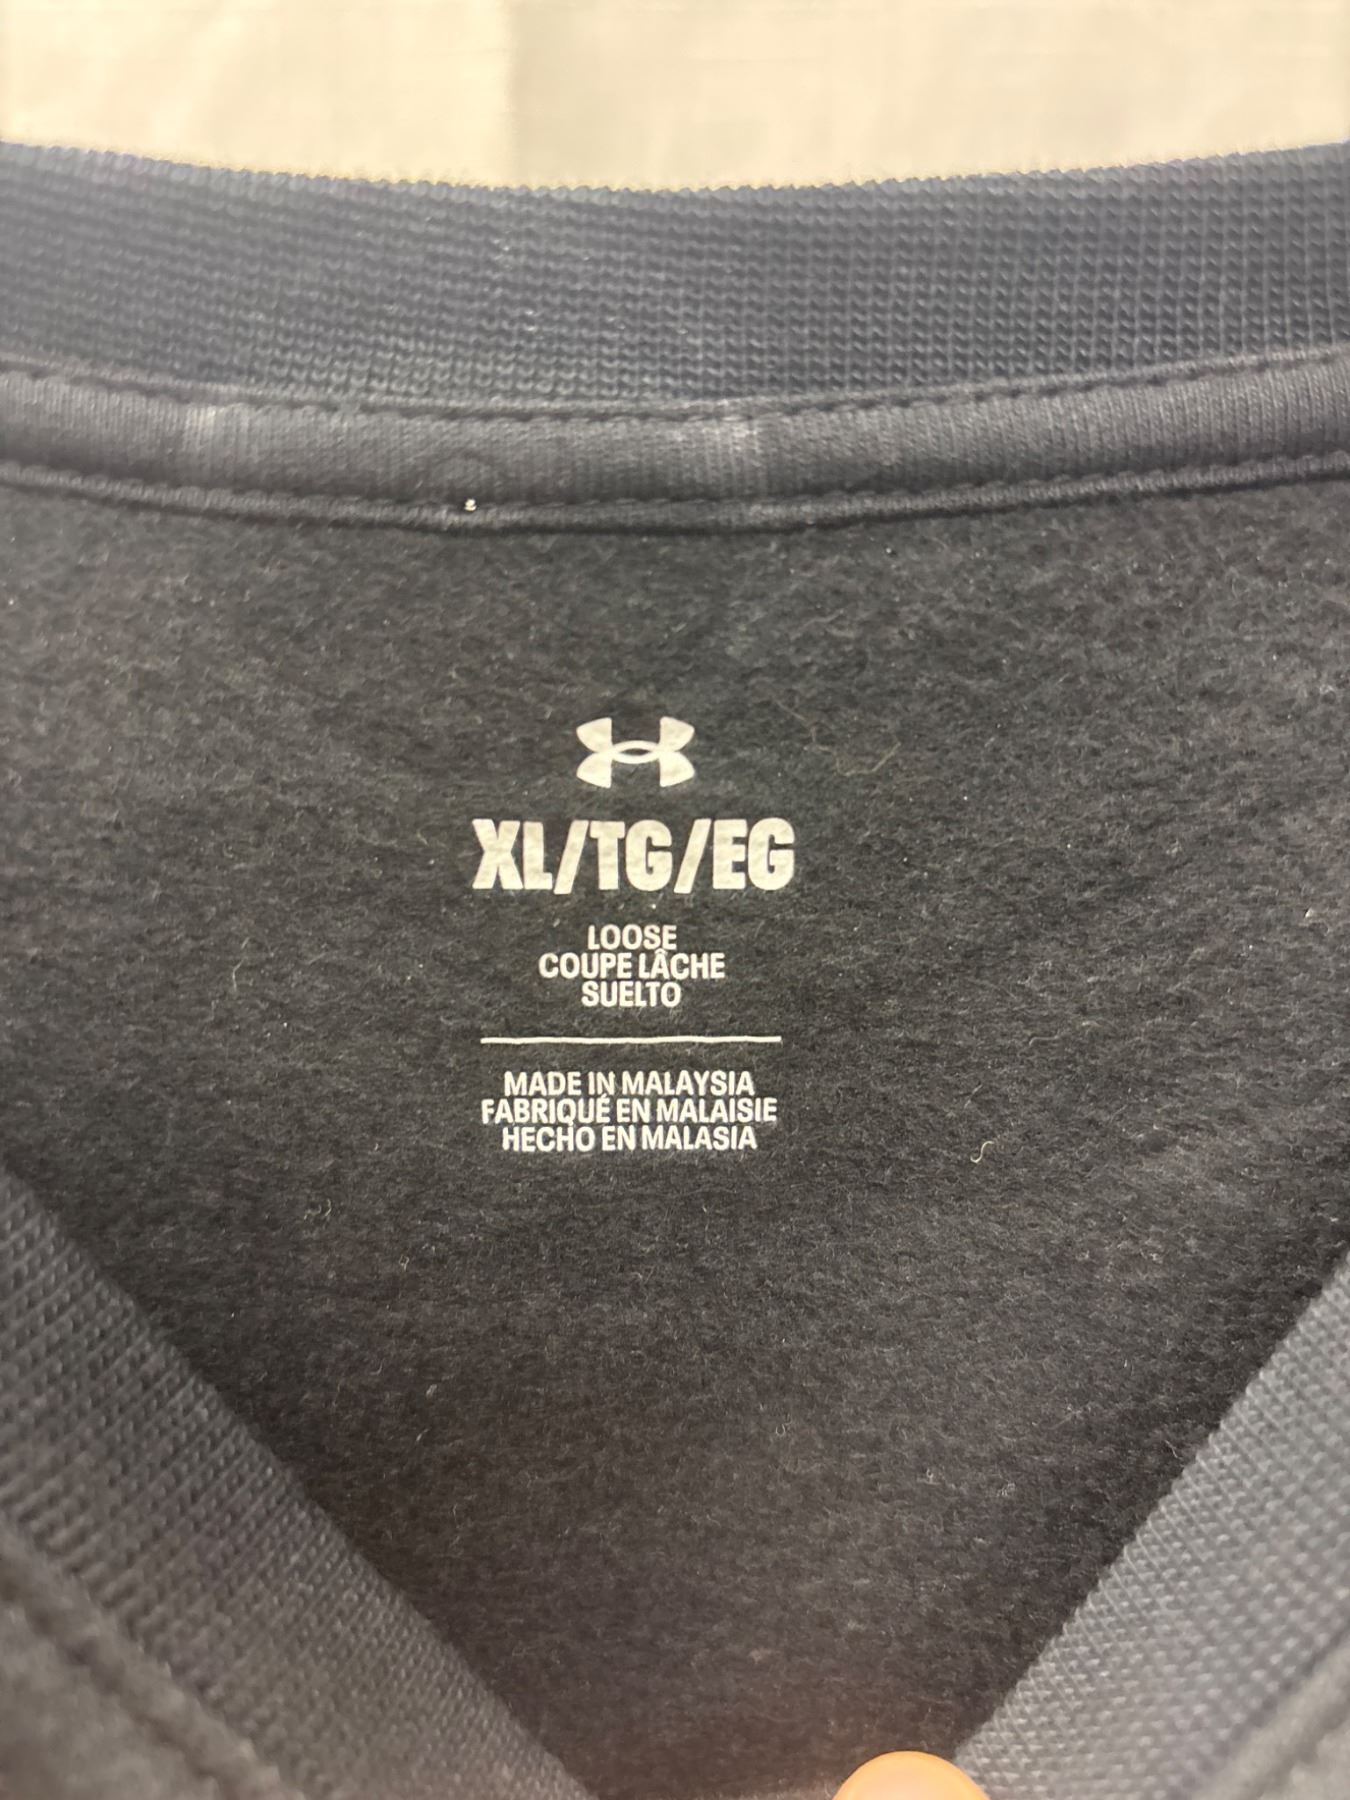 XL/TG/EG
LOOSE
COUPE LÂCHE
SUELTO
MADE IN MALAYSIA
FABRIQUÉ EN MALAISIE
HECHO EN MALASIA